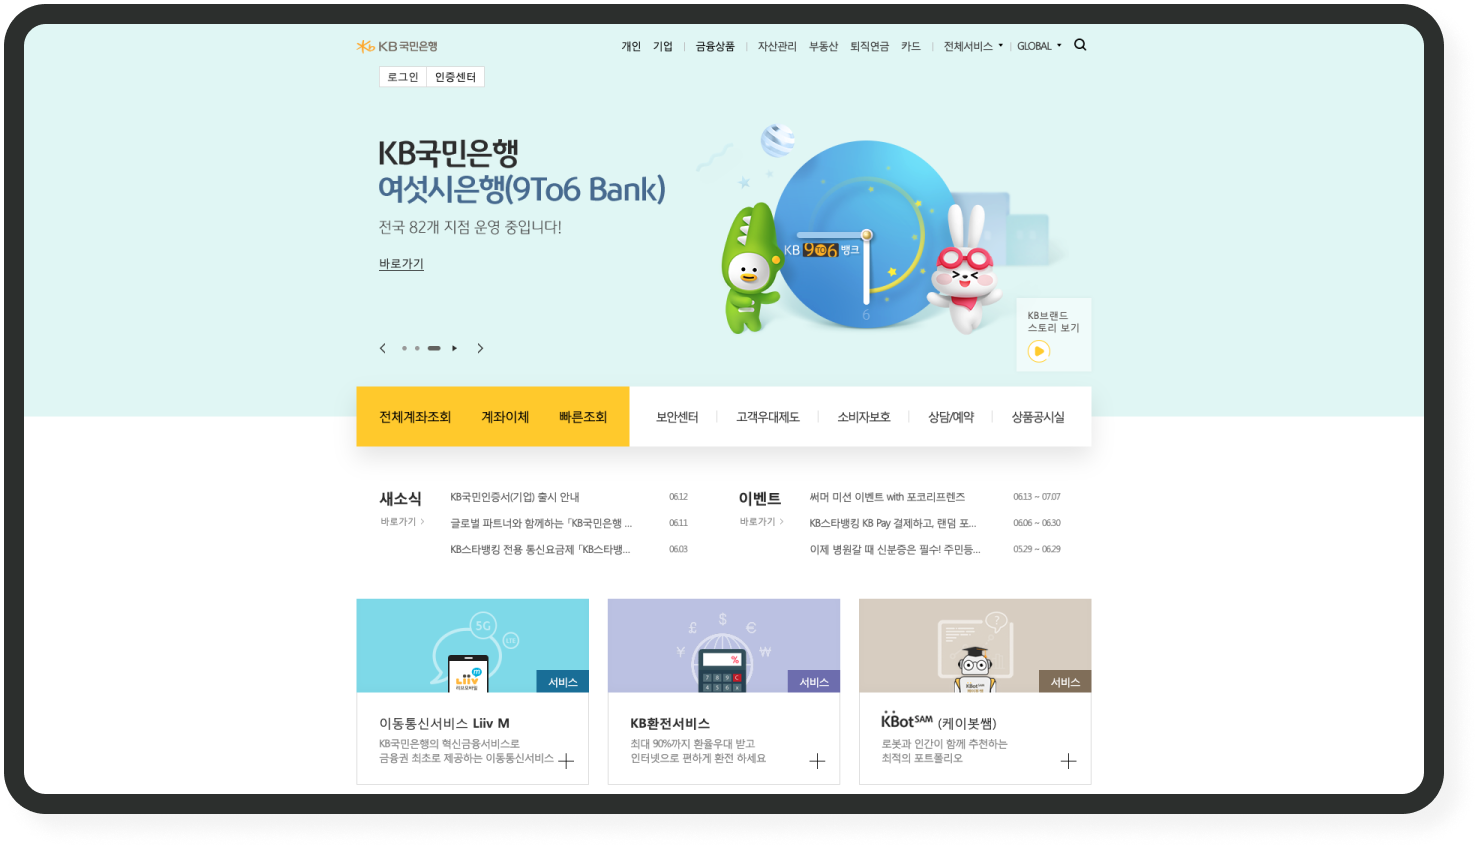 KB 국민은행
개인 기업 금융상품 자산관리 부동산 퇴직연금 카드 전체서비스 GLOBAL
로그인 인증센터
KB국민은행
여섯시은행(9To6 Bank)
전국 82개 지점 운영 중입니다!
바로가기
KB 9TO6 뱅크
6
KB브랜드
스토리 보기
전체계좌조회 계좌이체 빠른조회 보안센터 고객우대제도 소비자보호 상담/예약 상품공시실
새소식
바로가기
KB국민인증서(기업) 출시 안내 06.12
글로벌 파트너와 함께하는 「KB국민은행 ... 06.11
KB스타뱅킹 전용 통신요금제 「KB스타뱅... 06.03
이벤트
바로가기
써머 미션 이벤트 with 포코리프렌즈 06.13 ~ 07.07
KB스타뱅킹 KB Pay 결제하고, 랜덤 포... 06.06 ~ 06.30
이제 병원갈 때 신분증은 필수! 주민등... 05.29 ~ 06.29
5G
LTE
Liiv M
리브모바일
서비스
이동통신서비스 Liiv M
KB국민은행의 혁신금융서비스로
금융권 최초로 제공하는 이동통신서비스
¥ £ $ € ₩
%
7 8 9 C
4 5 6 x
서비스
KB환전서비스
최대 90%까지 환율우대 받고
인터넷으로 편하게 환전 하세요
?
KBot SAM
서비스
KBot SAM (케이봇쌤)
로봇과 인간이 함께 추천하는
최적의 포트폴리오